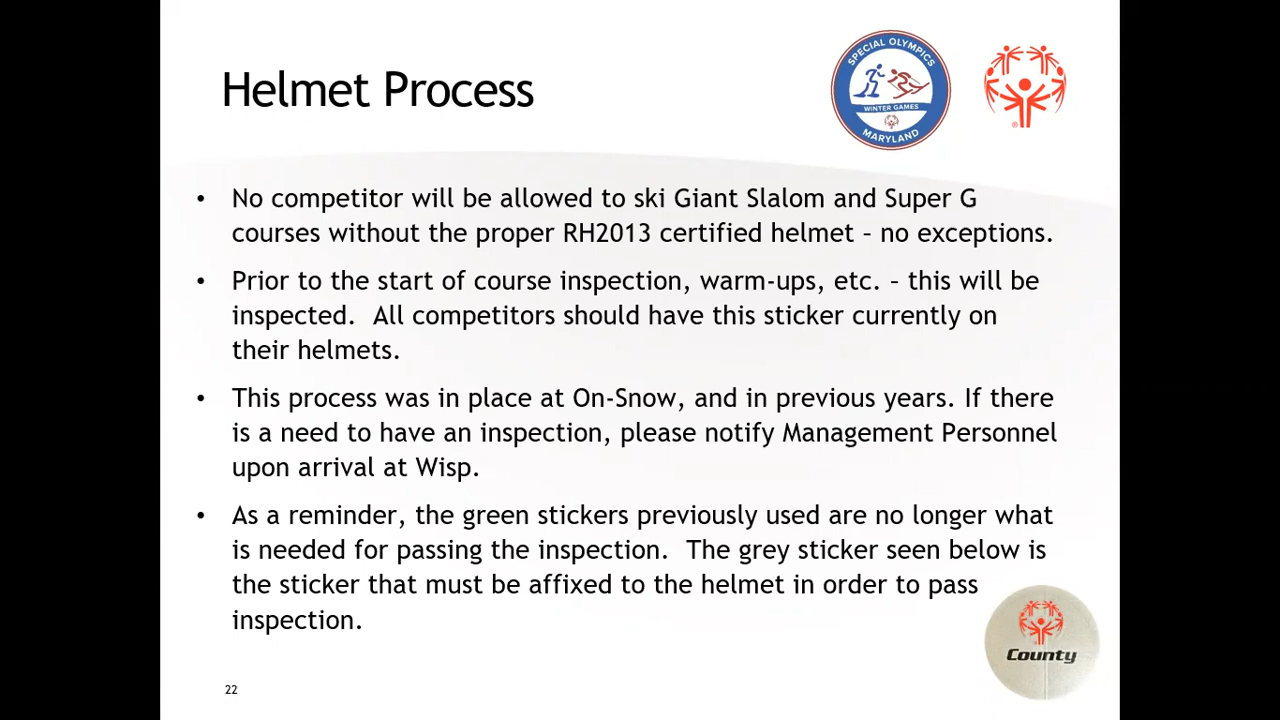 Helmet Process
SPECIAL OLYMPICS
WINTER GAMES
MARYLAND
®
• No competitor will be allowed to ski Giant Slalom and Super G
courses without the proper RH2013 certified helmet – no exceptions.
• Prior to the start of course inspection, warm-ups, etc. – this will be
inspected.  All competitors should have this sticker currently on
their helmets.
• This process was in place at On-Snow, and in previous years. If there
is a need to have an inspection, please notify Management Personnel
upon arrival at Wisp.
• As a reminder, the green stickers previously used are no longer what
is needed for passing the inspection.  The grey sticker seen below is
the sticker that must be affixed to the helmet in order to pass
inspection.
County
22